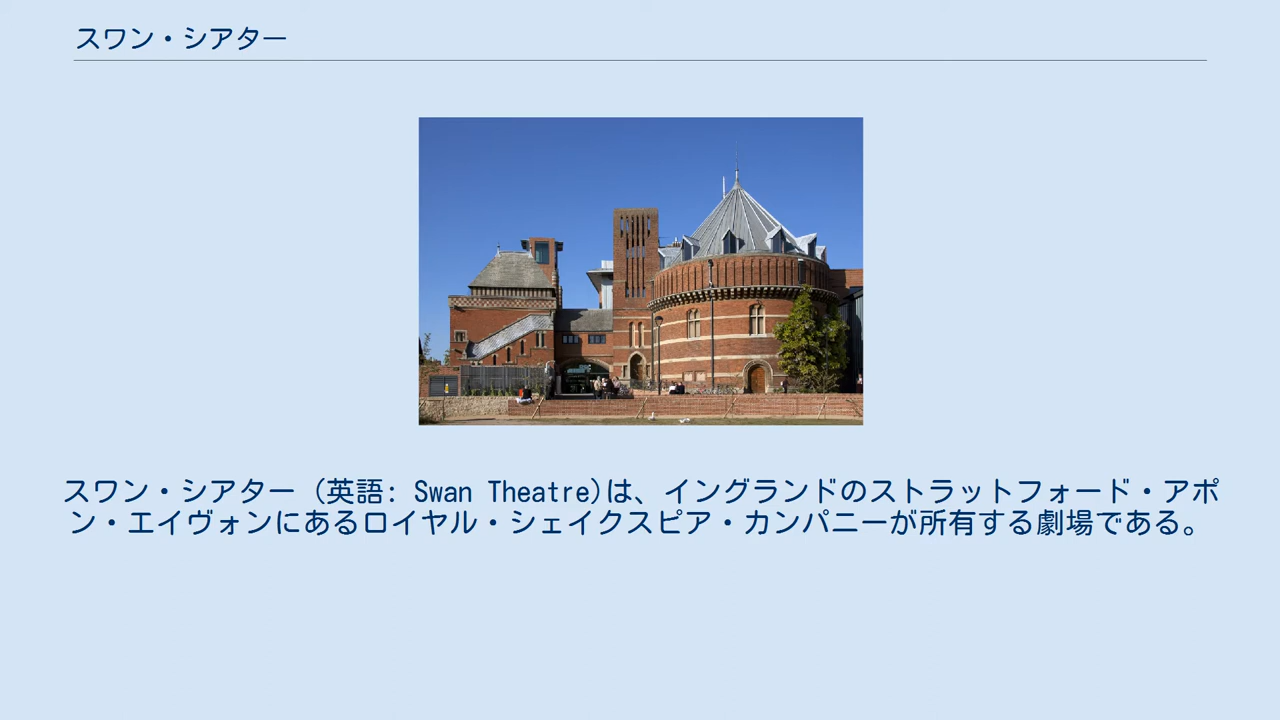 スワン・シアター
スワン・シアター (英語: Swan Theatre)は、イングランドのストラットフォード・アポ
ン・エイヴォンにあるロイヤル・シェイクスピア・カンパニーが所有する劇場である。